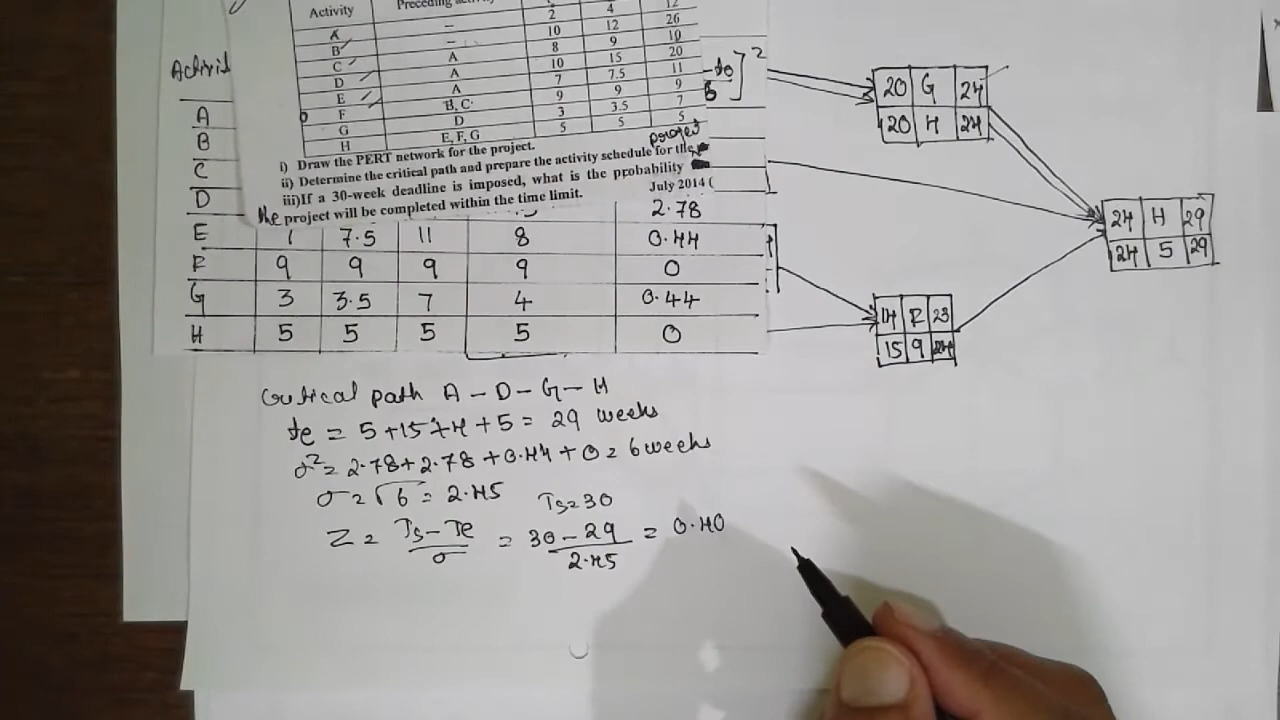 Activity Preceding
2 4 12
A – 10 12 26
B – 8 9 10
C A 10 15 20
D A 7 7.5 11
E A 9 9 9
F B, C 3 3.5 7
G D 5 5 5
H E, F, G
project
i) Draw the PERT network for the project.
ii) Determine the critical path and prepare the activity schedule for the
iii)If a 30-week deadline is imposed, what is the probability
July 2014 (
the project will be completed within the time limit.
A
B
C
D 2.78
E 7.5 11 8 0.44
F 9 9 9 9 0
G 3 3.5 7 4 0.44
H 5 5 5 5 0
20 G 24
20 4 24
24 H 29
24 5 29
14 F 23
15 9 24
Critical path A – D – G – H
te = 5 + 15 + 4 + 5 = 29 weeks
σ² = 2.78 + 2.78 + 0.44 + 0 = 6 weeks
σ = √6 = 2.45 Ts = 30
Z = Ts – Te / σ = 30 – 29 / 2.45 = 0.40